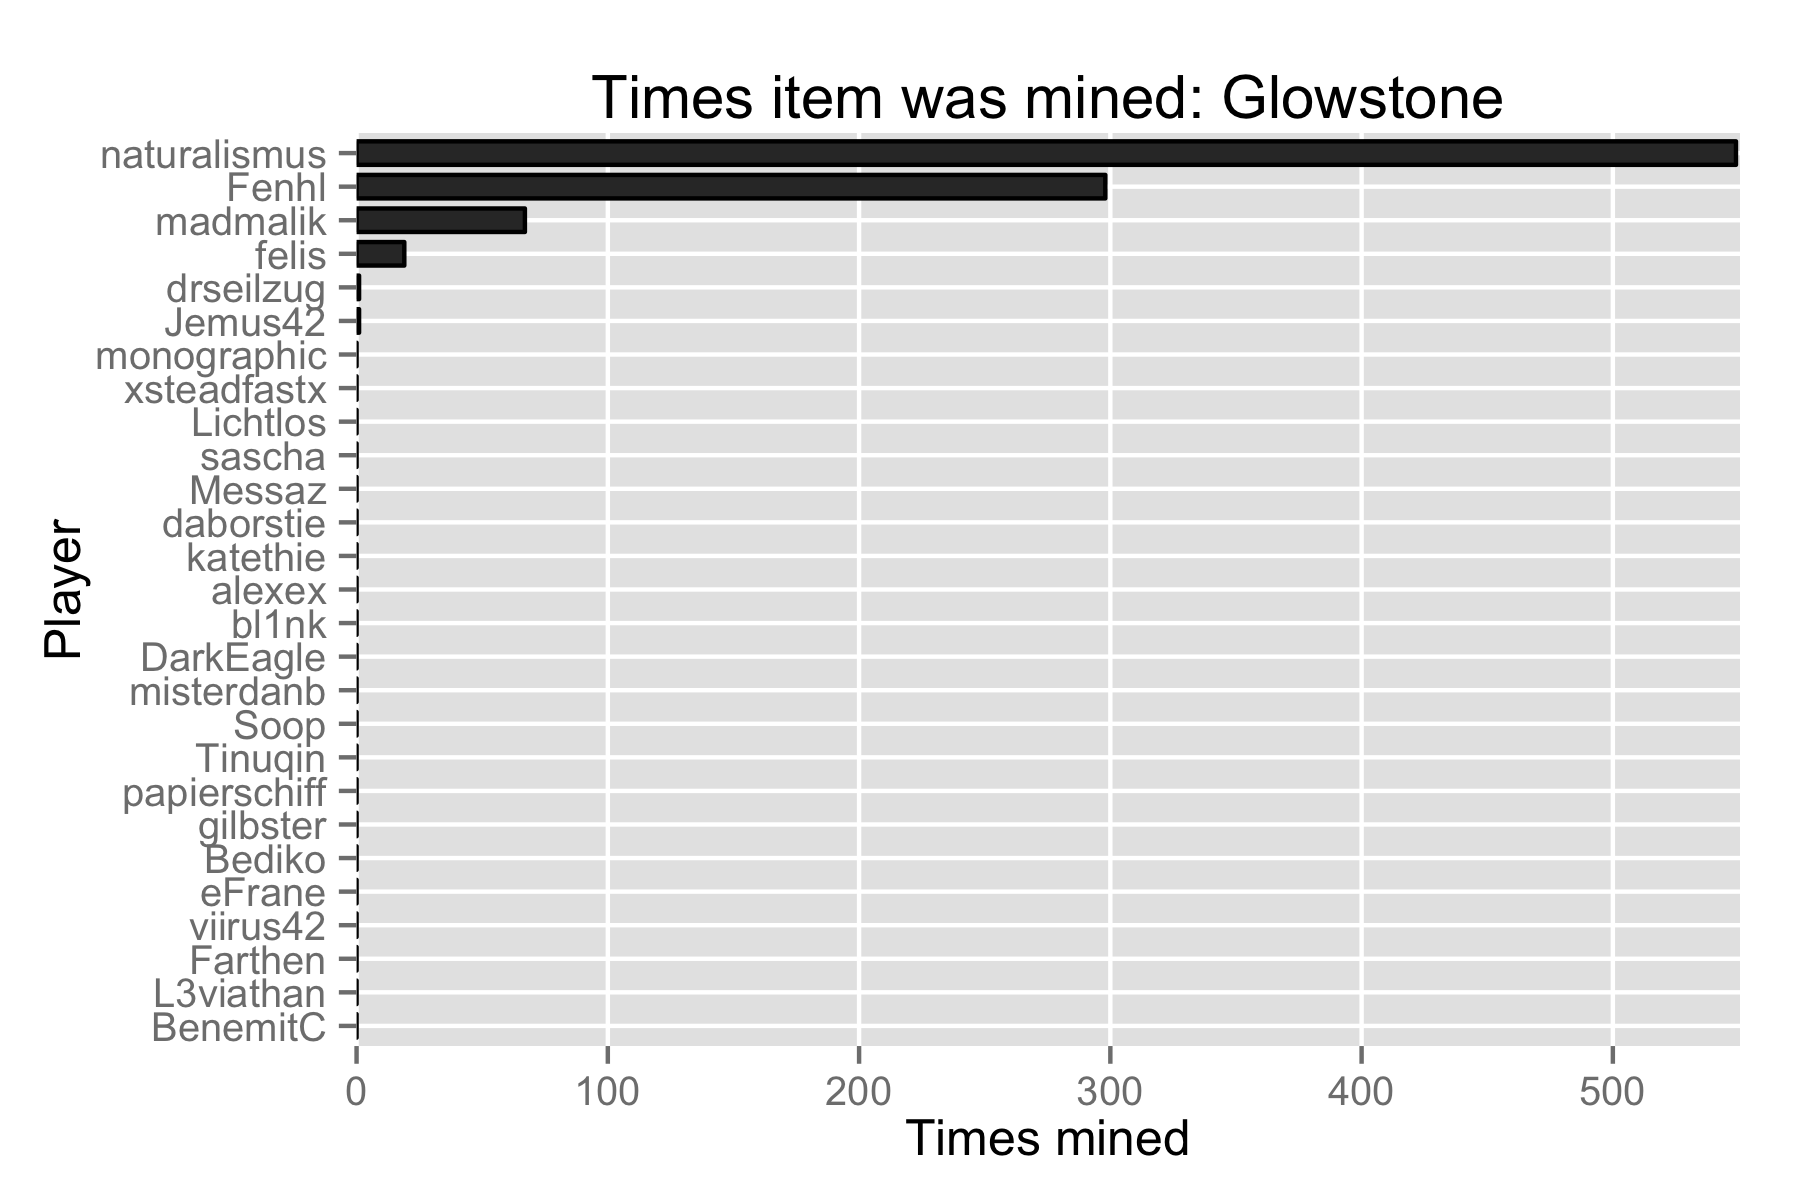 Times item was mined: Glowstone
naturalismus
Fenhl
madmalik
felis
drseilzug
Jemus42
monographic
xsteadfastx
Lichtlos
sascha
Messaz
daborstie
katethie
alexex
bl1nk
DarkEagle
misterdanb
Soop
Tinuqin
papierschiff
gilbster
Bediko
eFrane
viirus42
Farthen
L3viathan
BenemitC
Player
0 100 200 300 400 500
Times mined